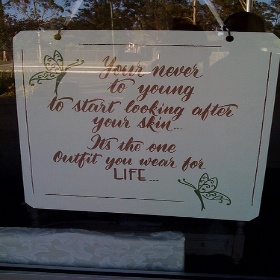 Your never
to young
to start looking after
your skin...
Its the one
outfit you wear for
LIFE...